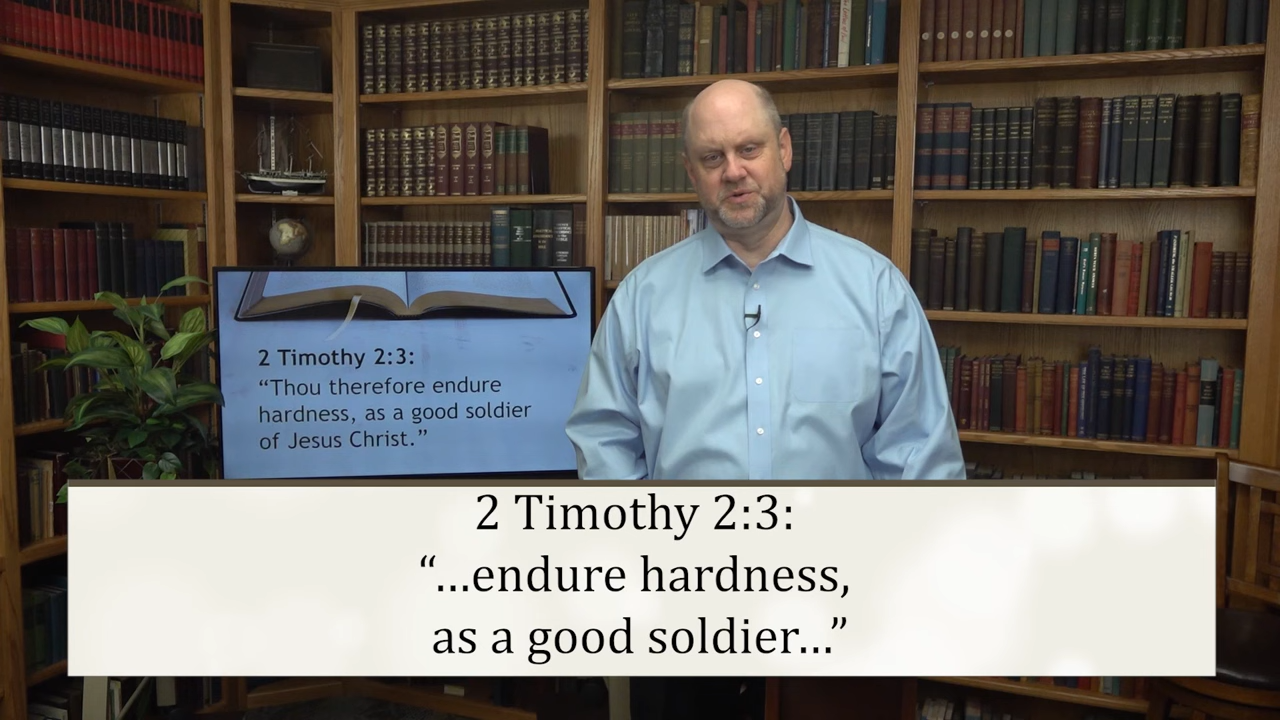 2 Timothy 2:3:
“Thou therefore endure
hardness, as a good soldier
of Jesus Christ.”
2 Timothy 2:3:
“...endure hardness,
as a good soldier...”